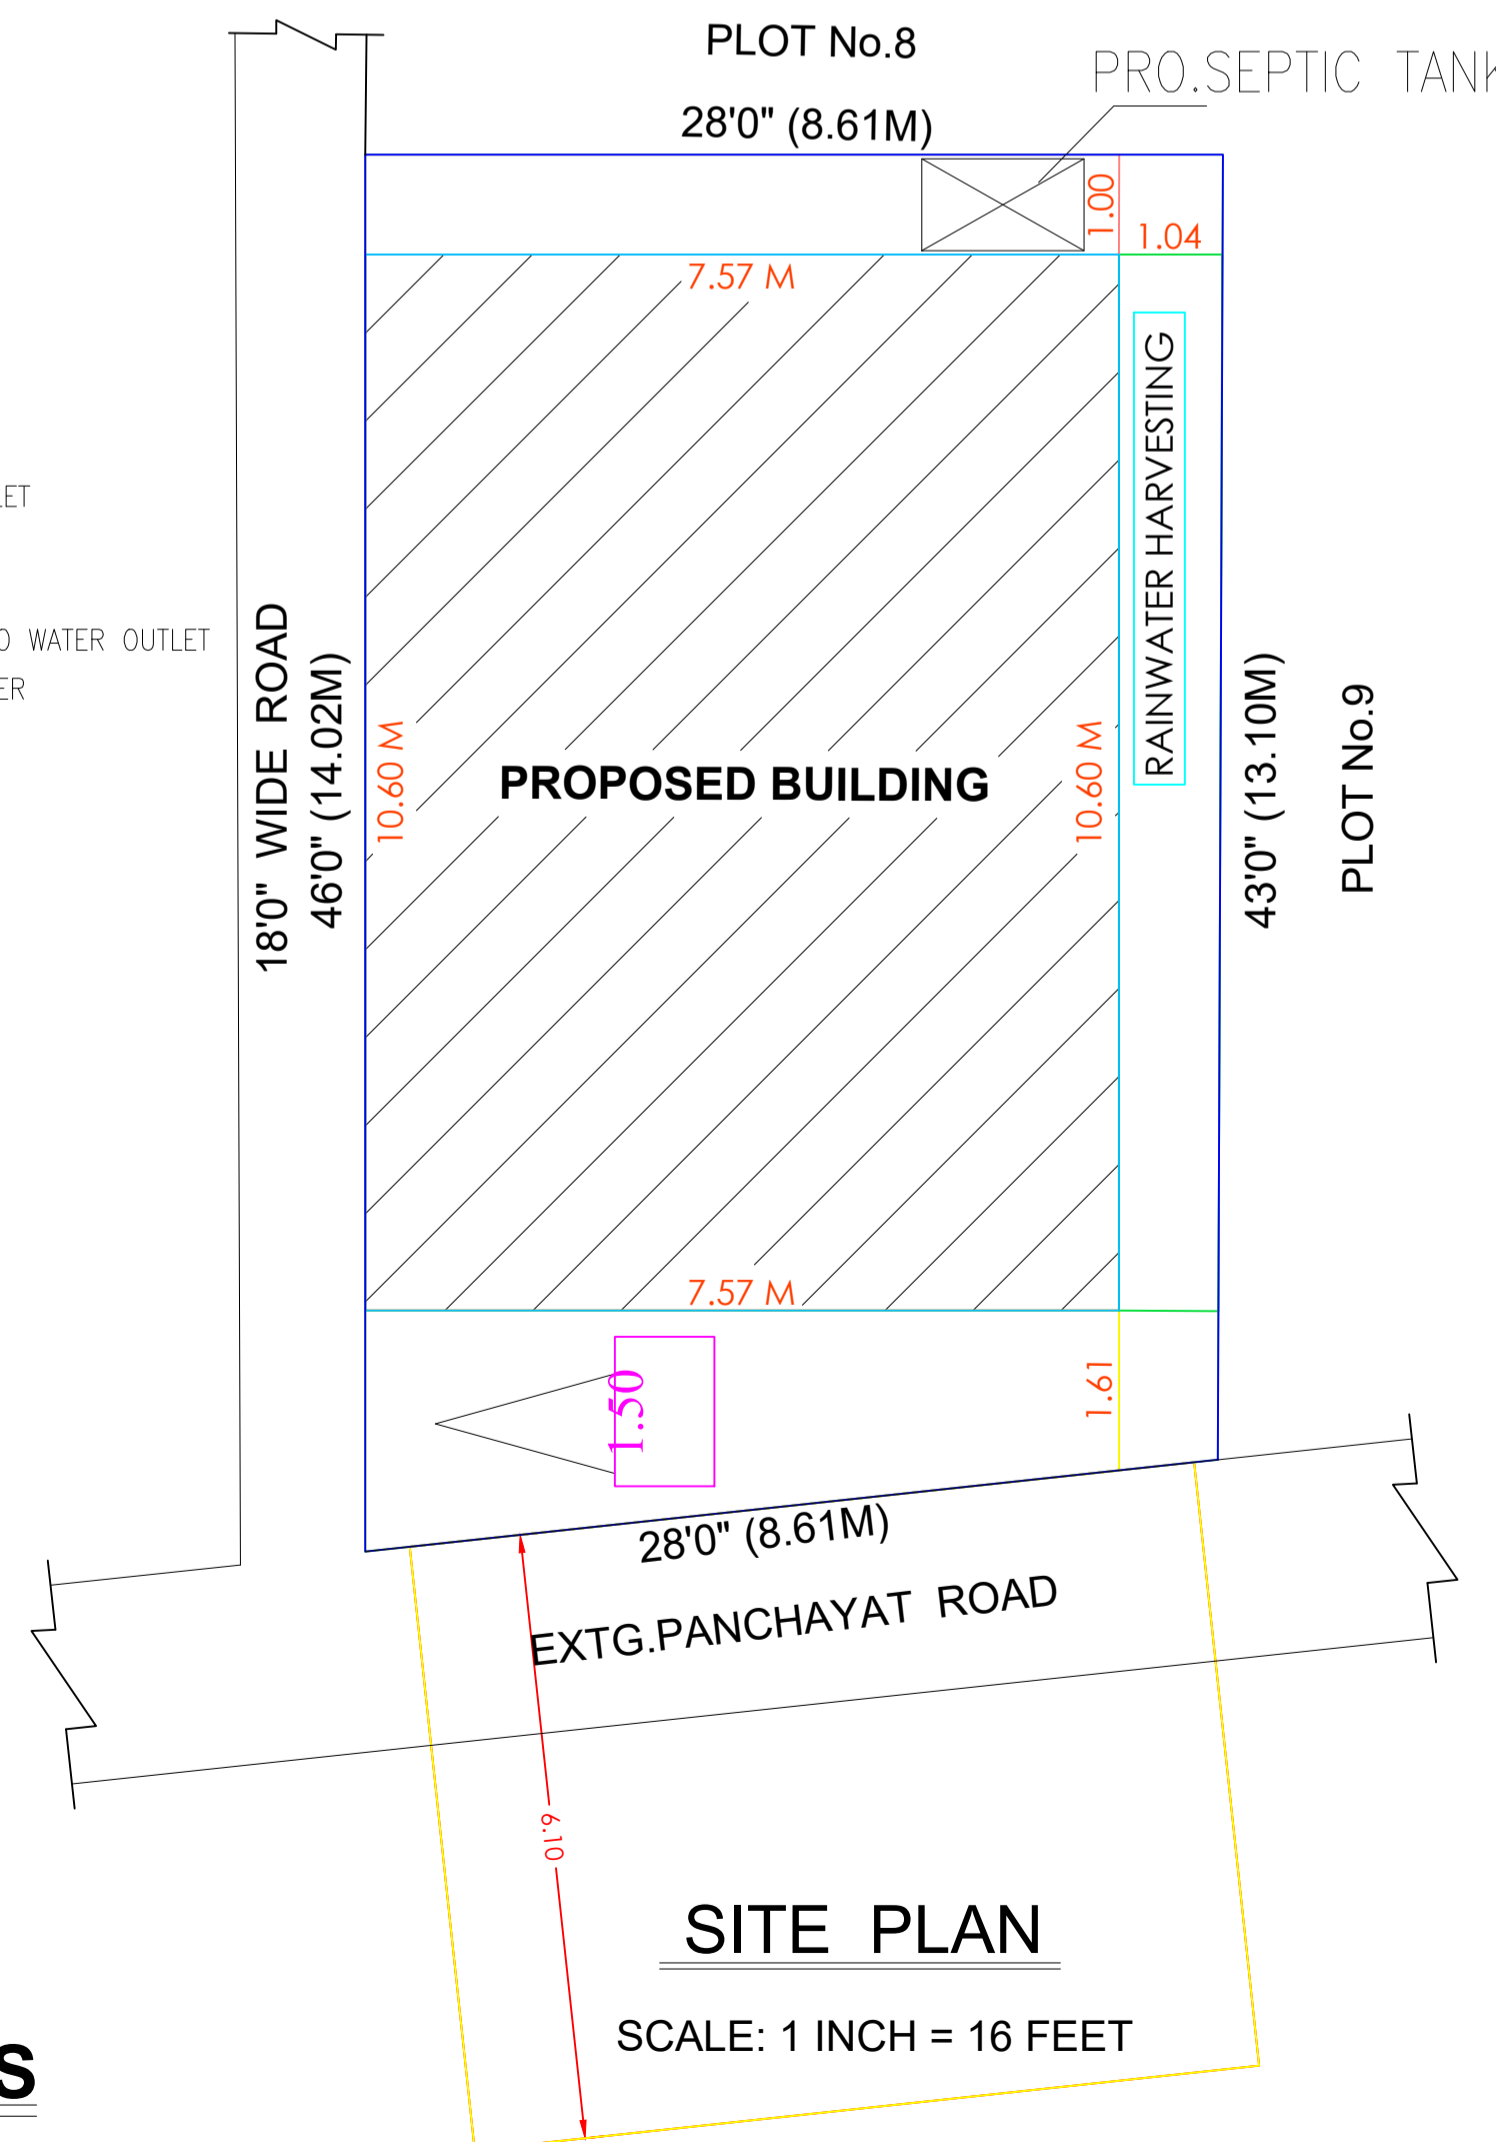 PLOT No.8
PRO.SEPTIC TANK
28'0" (8.61M)
1.00
1.04
7.57 M
RAINWATER HARVESTING
LET
O WATER OUTLET
ER
18'0" WIDE ROAD
46'0" (14.02M)
10.60 M
PROPOSED BUILDING
10.60 M
43'0" (13.10M)
PLOT No.9
7.57 M
1.50
1.61
28'0" (8.61M)
EXTG.PANCHAYAT ROAD
6.10
SITE PLAN
SCALE: 1 INCH = 16 FEET
S